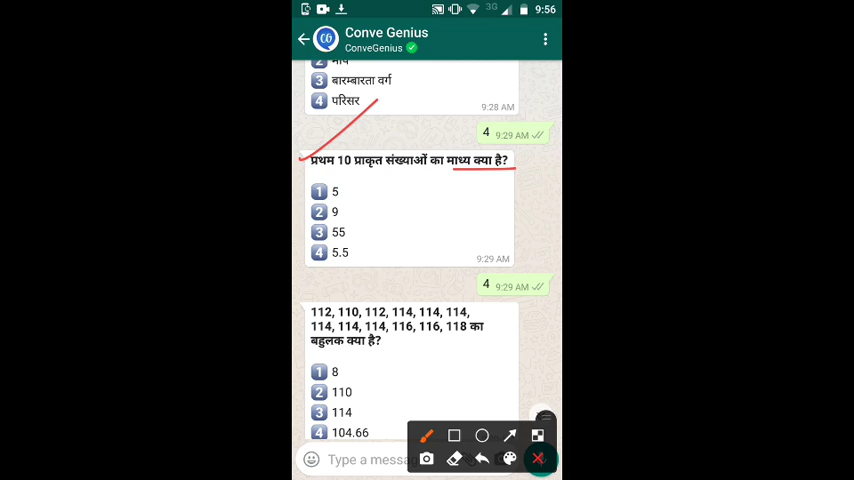 3G 9:56
Conve Genius
ConveGenius
2 माप
3 बारम्बारता वर्ग
4 परिसर
9:28 AM
4 9:29 AM
प्रथम 10 प्राकृत संख्याओं का माध्य क्या है?
1 5
2 9
3 55
4 5.5
9:29 AM
4 9:29 AM
112, 110, 112, 114, 114, 114,
114, 114, 114, 116, 116, 118 का
बहुलक क्या है?
1 8
2 110
3 114
4 104.66
Type a messag